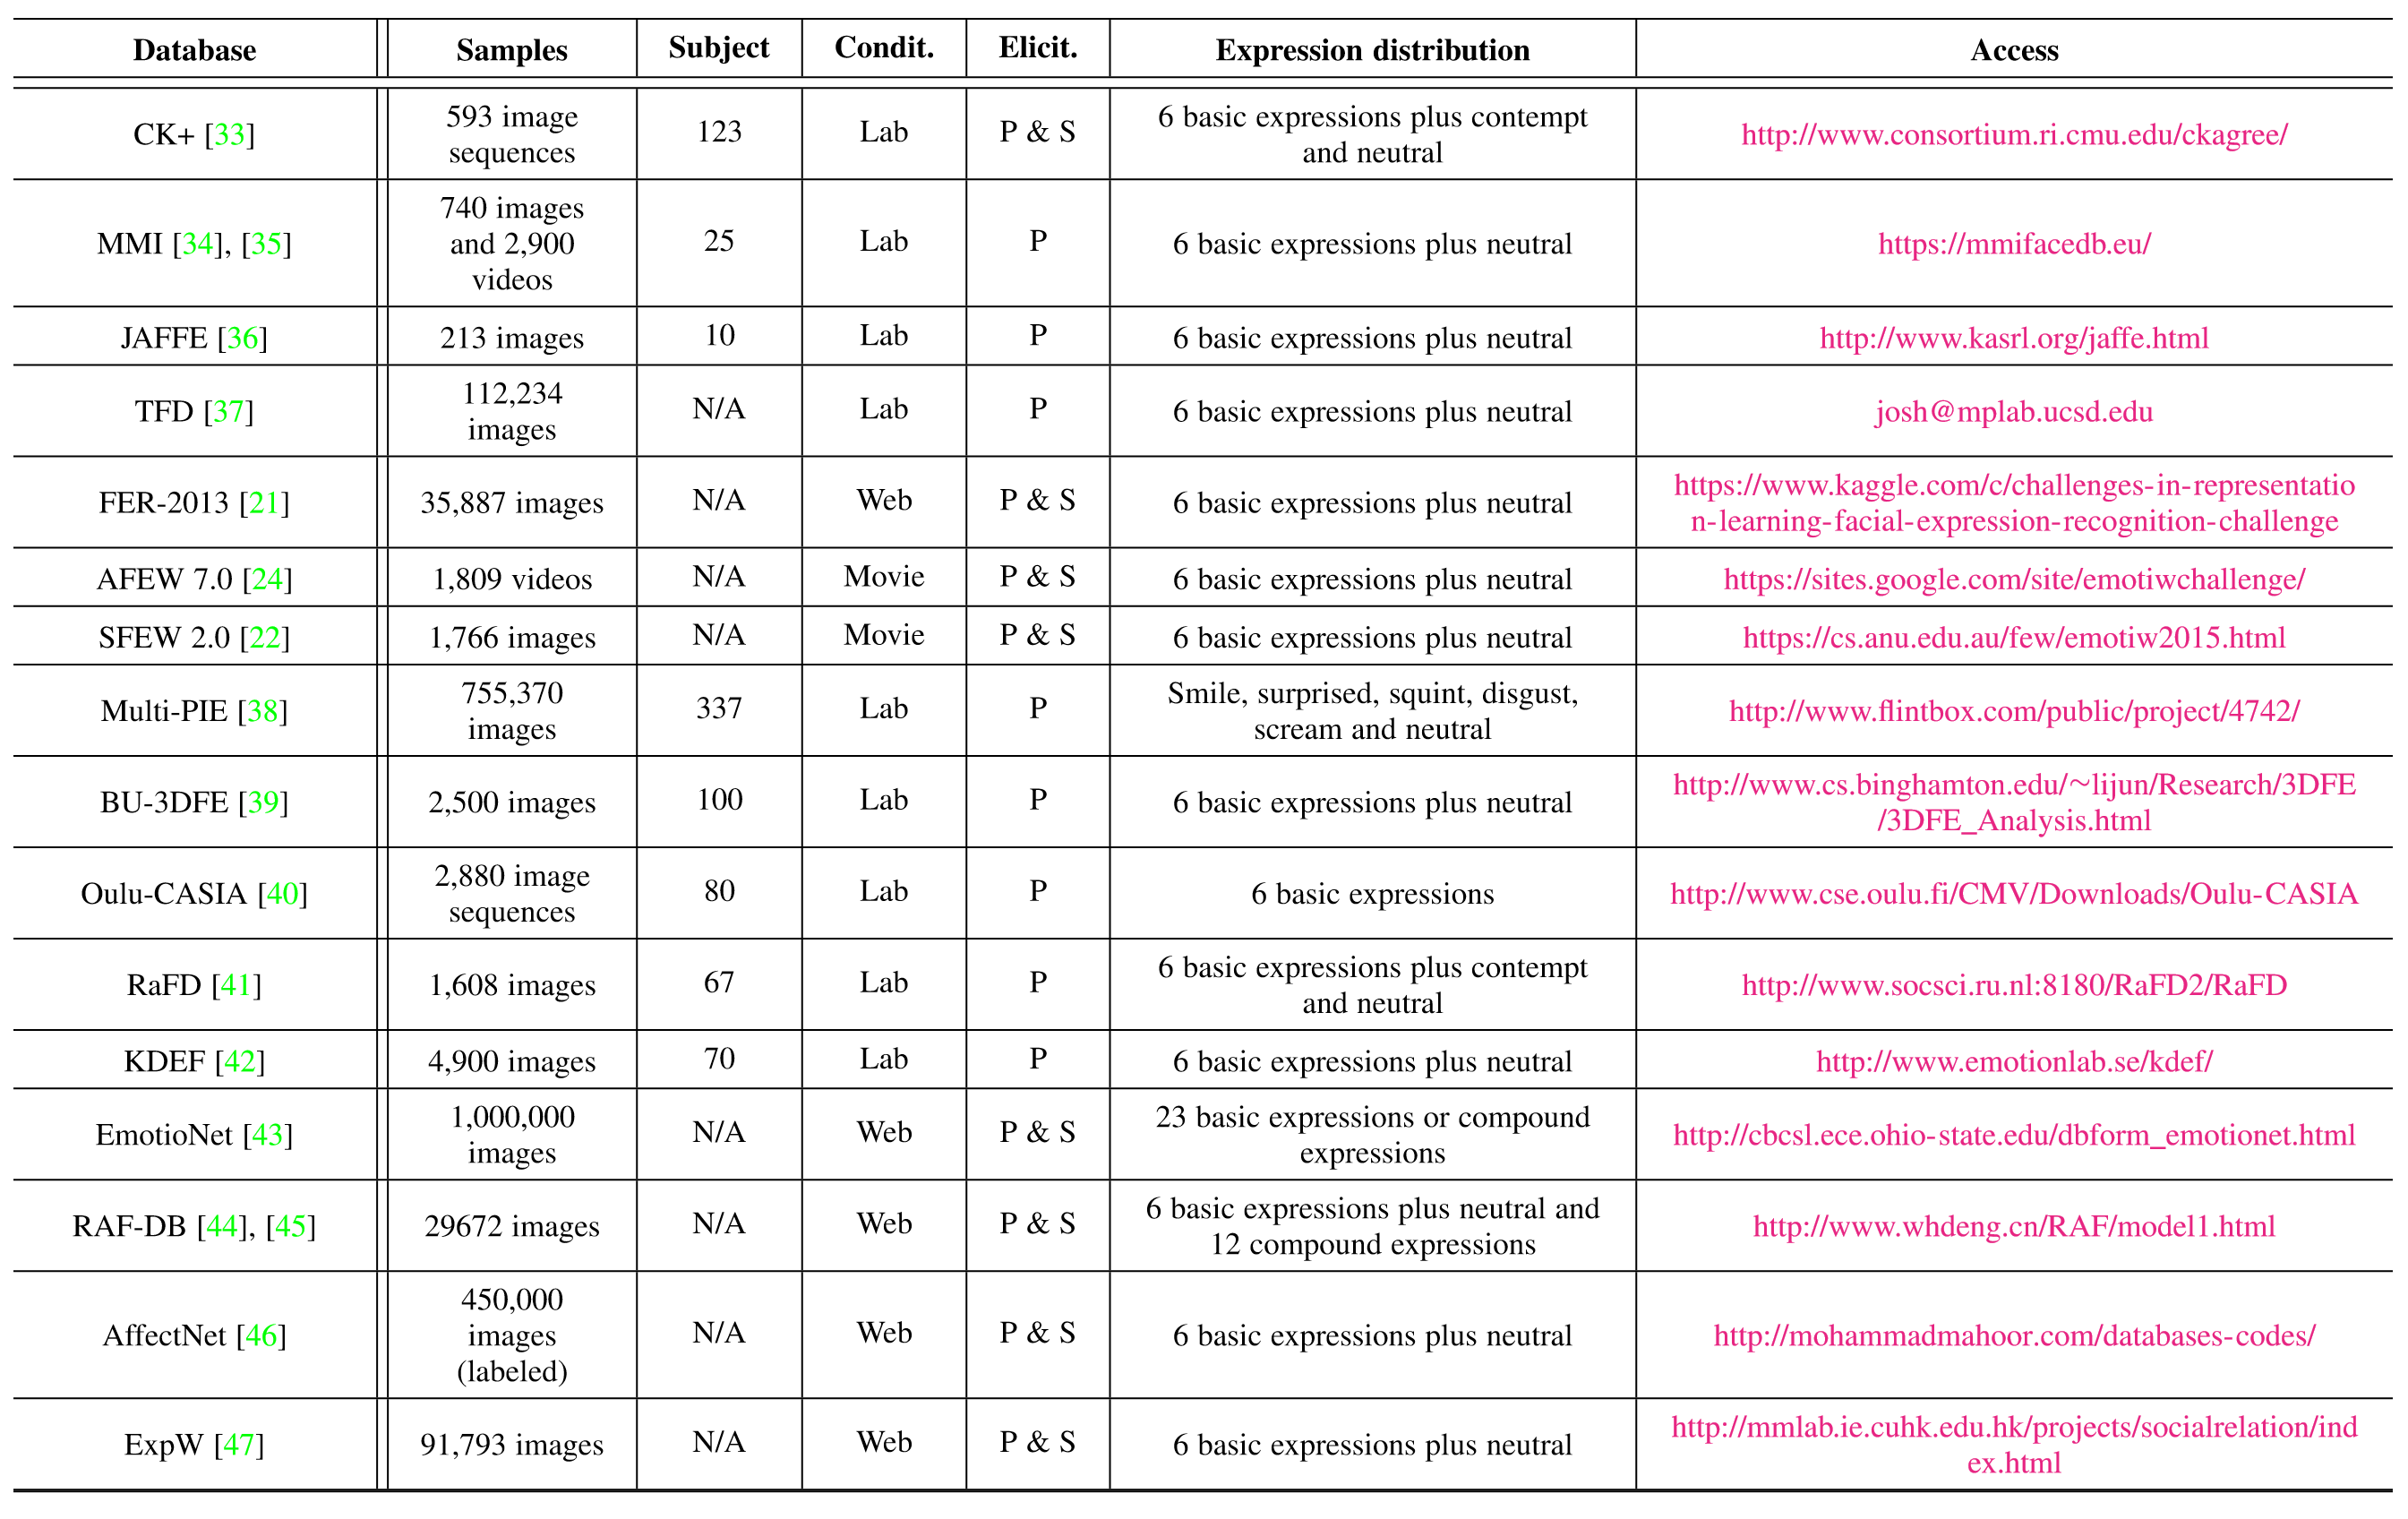 Database Samples Subject Condit. Elicit. Expression distribution Access
CK+ [33] 593 image sequences 123 Lab P & S 6 basic expressions plus contempt and neutral http://www.consortium.ri.cmu.edu/ckagree/
MMI [34], [35] 740 images and 2,900 videos 25 Lab P 6 basic expressions plus neutral https://mmifacedb.eu/
JAFFE [36] 213 images 10 Lab P 6 basic expressions plus neutral http://www.kasrl.org/jaffe.html
TFD [37] 112,234 images N/A Lab P 6 basic expressions plus neutral josh@mplab.ucsd.edu
FER-2013 [21] 35,887 images N/A Web P & S 6 basic expressions plus neutral https://www.kaggle.com/c/challenges-in-representation-learning-facial-expression-recognition-challenge
AFEW 7.0 [24] 1,809 videos N/A Movie P & S 6 basic expressions plus neutral https://sites.google.com/site/emotiwchallenge/
SFEW 2.0 [22] 1,766 images N/A Movie P & S 6 basic expressions plus neutral https://cs.anu.edu.au/few/emotiw2015.html
Multi-PIE [38] 755,370 images 337 Lab P Smile, surprised, squint, disgust, scream and neutral http://www.flintbox.com/public/project/4742/
BU-3DFE [39] 2,500 images 100 Lab P 6 basic expressions plus neutral http://www.cs.binghamton.edu/~lijun/Research/3DFE/3DFE_Analysis.html
Oulu-CASIA [40] 2,880 image sequences 80 Lab P 6 basic expressions http://www.cse.oulu.fi/CMV/Downloads/Oulu-CASIA
RaFD [41] 1,608 images 67 Lab P 6 basic expressions plus contempt and neutral http://www.socsci.ru.nl:8180/RaFD2/RaFD
KDEF [42] 4,900 images 70 Lab P 6 basic expressions plus neutral http://www.emotionlab.se/kdef/
EmotioNet [43] 1,000,000 images N/A Web P & S 23 basic expressions or compound expressions http://cbcsl.ece.ohio-state.edu/dbform_emotionet.html
RAF-DB [44], [45] 29672 images N/A Web P & S 6 basic expressions plus neutral and 12 compound expressions http://www.whdeng.cn/RAF/model1.html
AffectNet [46] 450,000 images (labeled) N/A Web P & S 6 basic expressions plus neutral http://mohammadmahoor.com/databases-codes/
ExpW [47] 91,793 images N/A Web P & S 6 basic expressions plus neutral http://mmlab.ie.cuhk.edu.hk/projects/socialrelation/index.html